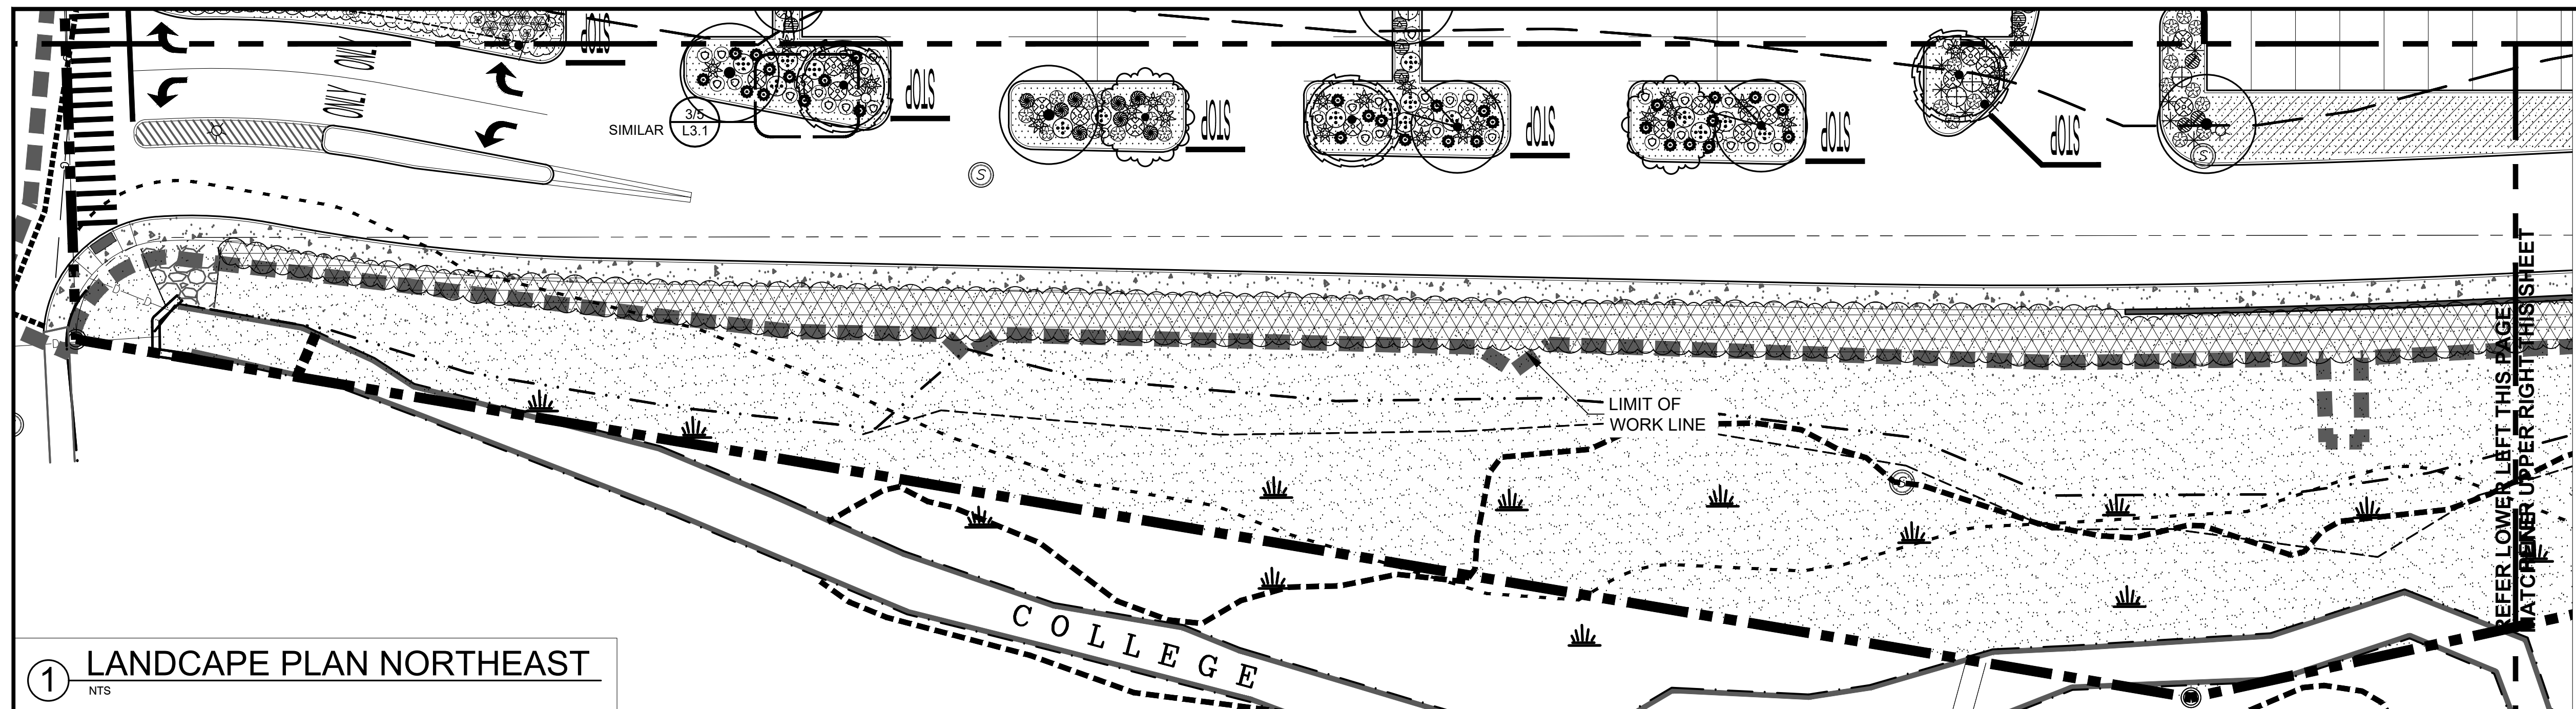 STOP
ONLY
ONLY
SIMILAR
3/5
L3.1
STOP
STOP
STOP
STOP
STOP
S
S
S
LIMIT OF
WORK LINE
REFER LOWER LEFT THIS PAGE
UPPER RIGHT THIS SHEET
COLLEGE
1
LANDCAPE PLAN NORTHEAST
NTS